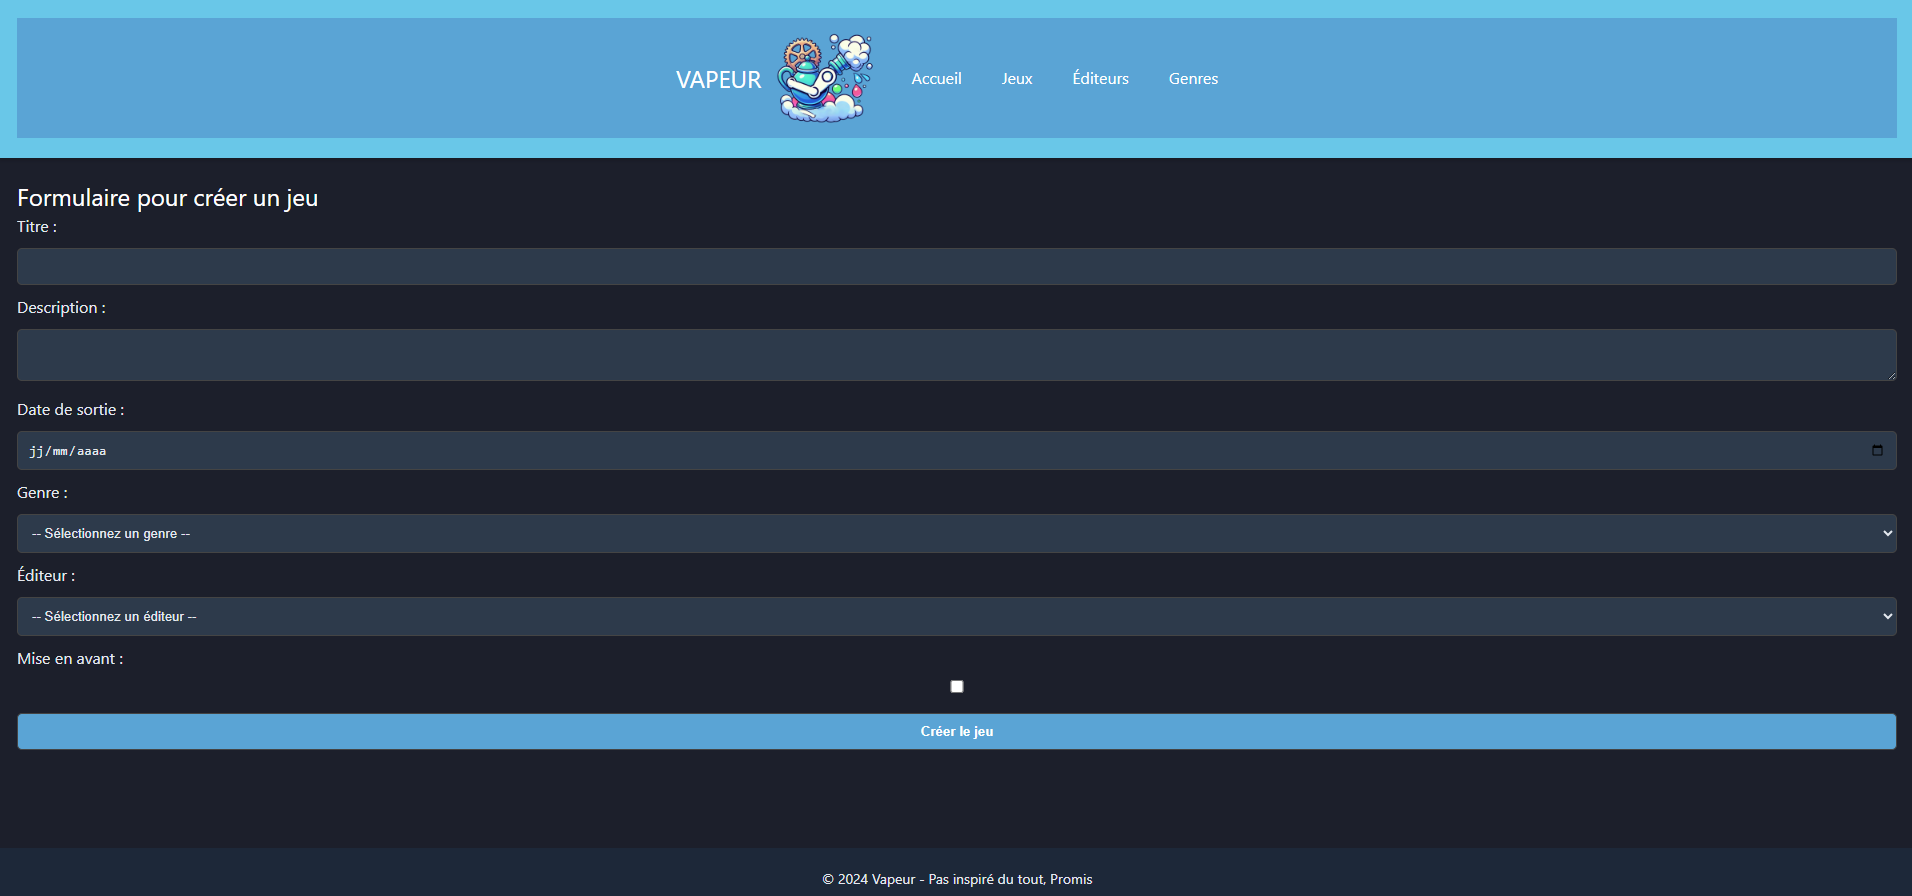 VAPEUR Accueil Jeux Éditeurs Genres
Formulaire pour créer un jeu
Titre :
Description :
Date de sortie :
jj/mm/aaaa
Genre :
-- Sélectionnez un genre --
Éditeur :
-- Sélectionnez un éditeur --
Mise en avant :
Créer le jeu
© 2024 Vapeur - Pas inspiré du tout, Promis